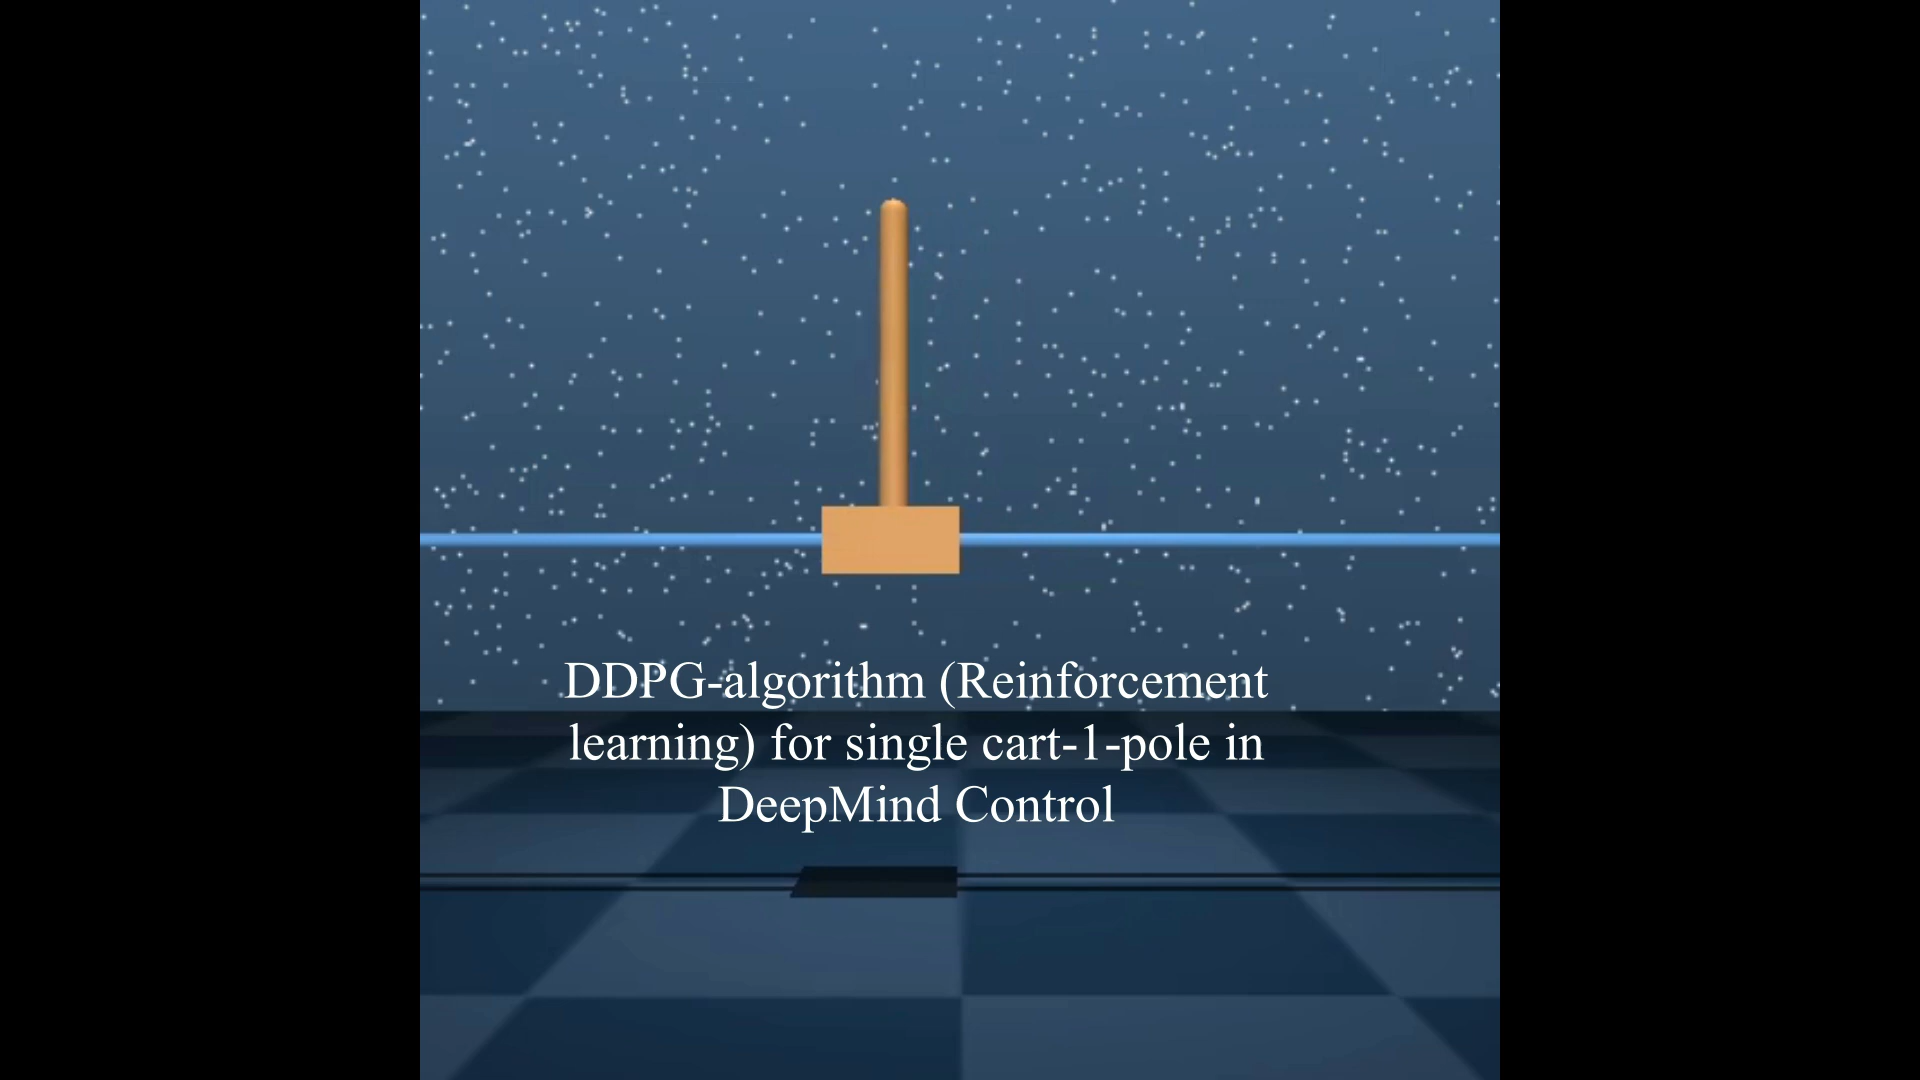 DDPG-algorithm (Reinforcement
learning) for single cart-1-pole in
DeepMind Control